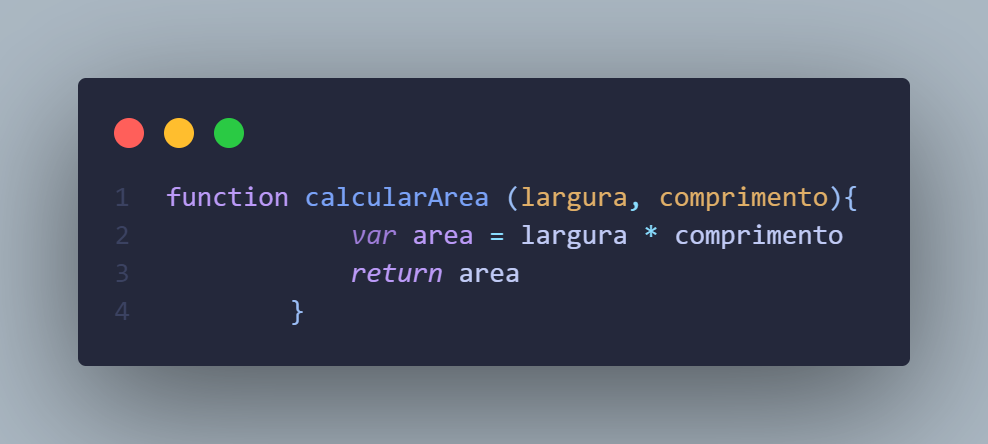 1 function calcularArea (largura, comprimento){
2 var area = largura * comprimento
3 return area
4 }